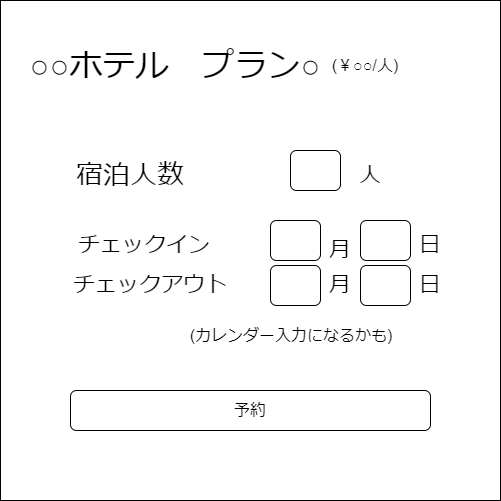 ○○ホテル　プラン○ (￥○○/人)
宿泊人数 人
チェックイン 月 日
チェックアウト 月 日
(カレンダー入力になるかも)
予約